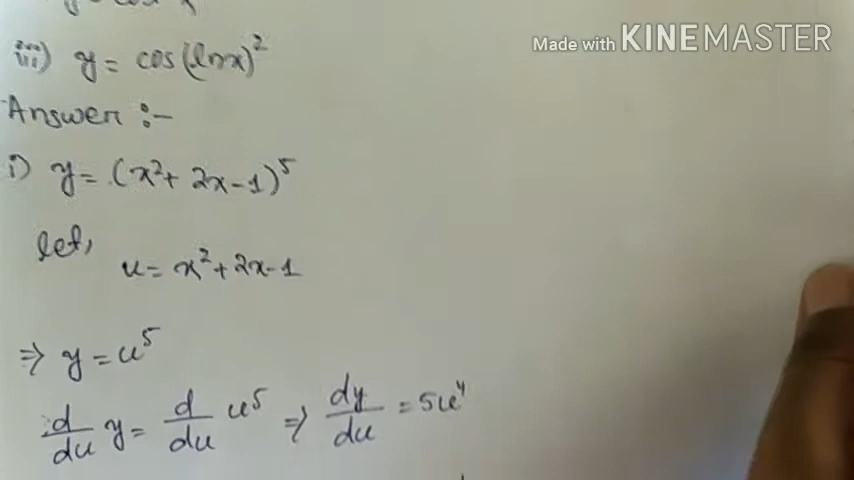 iii) y = cos(lnx)²
Made with KINEMASTER
Answer :-
i) y = (x² + 2x - 1)⁵
let,
u = x² + 2x - 1
⇒ y = u⁵
d/du y = d/du u⁵ ⇒ dy/du = 5u⁴